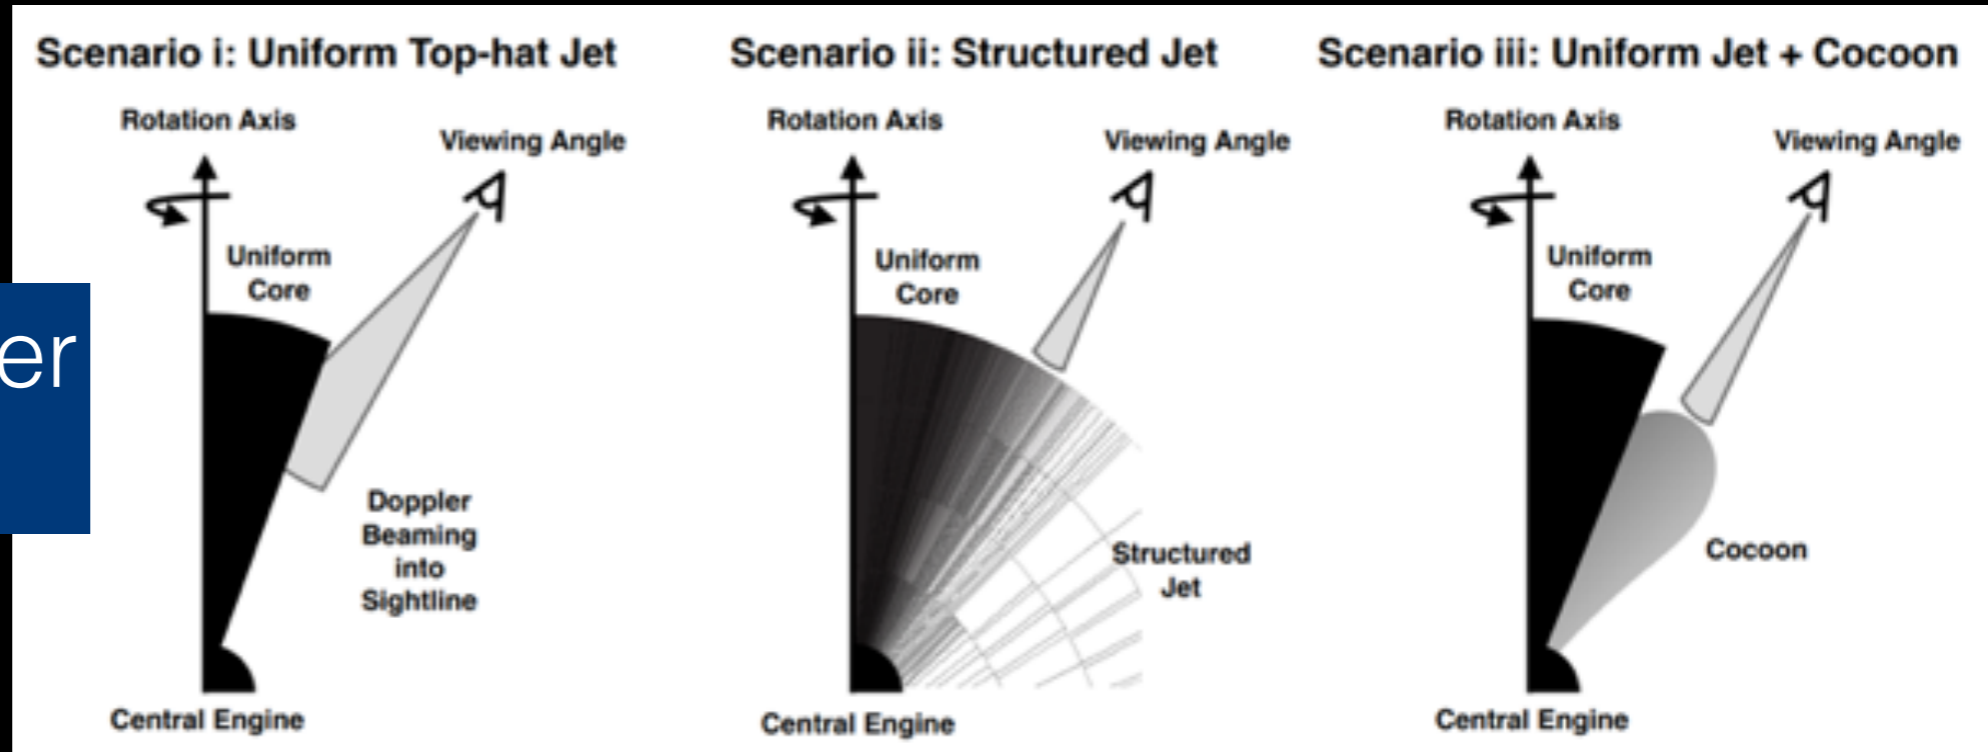 Scenario i: Uniform Top-hat Jet
Rotation Axis
Viewing Angle
Uniform
Core
Doppler
Beaming
into
Sightline
Central Engine
Scenario ii: Structured Jet
Rotation Axis
Viewing Angle
Uniform
Core
Structured
Jet
Central Engine
Scenario iii: Uniform Jet + Cocoon
Rotation Axis
Viewing Angle
Uniform
Core
Cocoon
Central Engine
er